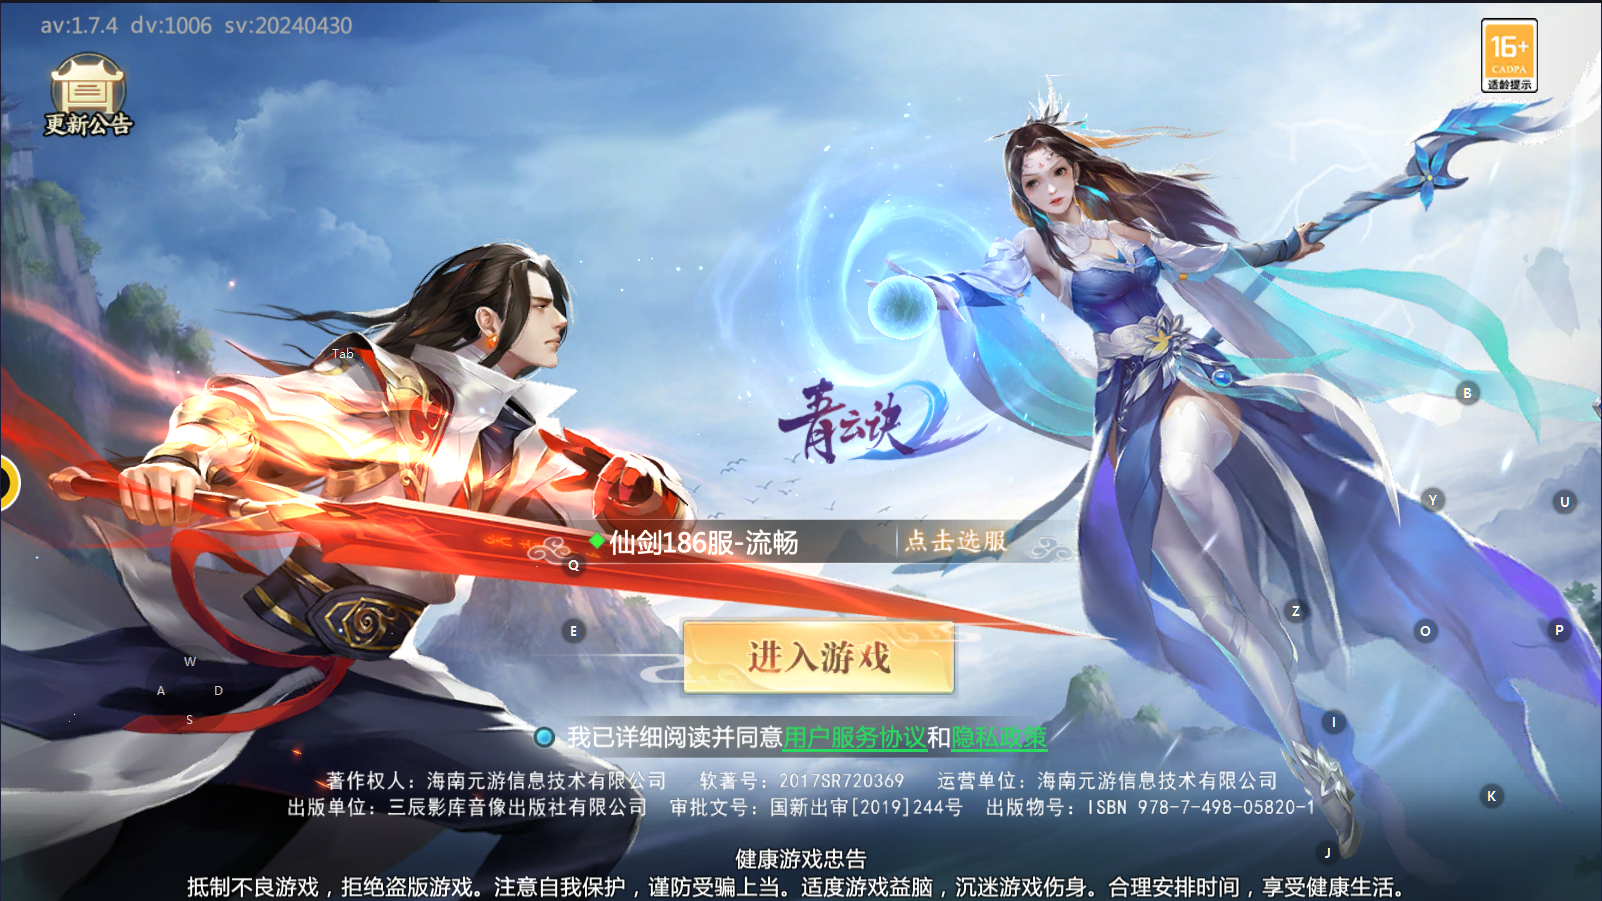 av:1.7.4 dv:1006 sv:20240430
16+
CADPA
适龄提示
更新公告
Tab
青云诀2
B
Y
U
仙剑186服-流畅
点击选服
Q
Z
E
O
P
进入游戏
W
A
D
S
I
我已详细阅读并同意用户服务协议和隐私政策
著作权人：海南元游信息技术有限公司 软著号：2017SR720369 运营单位：海南元游信息技术有限公司
K
出版单位：三辰影库音像出版社有限公司 审批文号：国新出审[2019]244号 出版物号：ISBN 978-7-498-05820-1
J
健康游戏忠告
抵制不良游戏，拒绝盗版游戏。注意自我保护，谨防受骗上当。适度游戏益脑，沉迷游戏伤身。合理安排时间，享受健康生活。